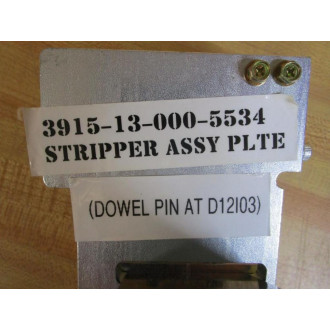 3915-13-000-5534
STRIPPER ASSY PLTE
(DOWEL PIN AT D12I03)